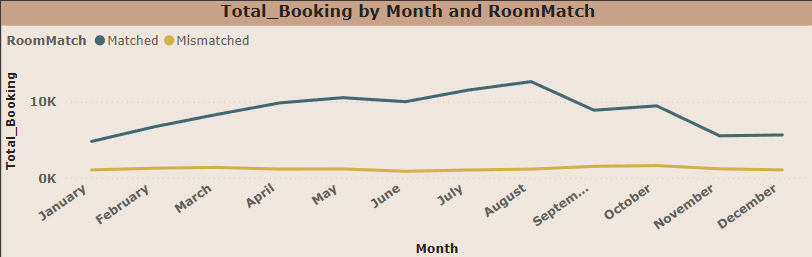 Total_Booking by Month and RoomMatch
RoomMatch Matched Mismatched
Total_Booking
10K
0K
January February March April May June July August Septem... October November December
Month